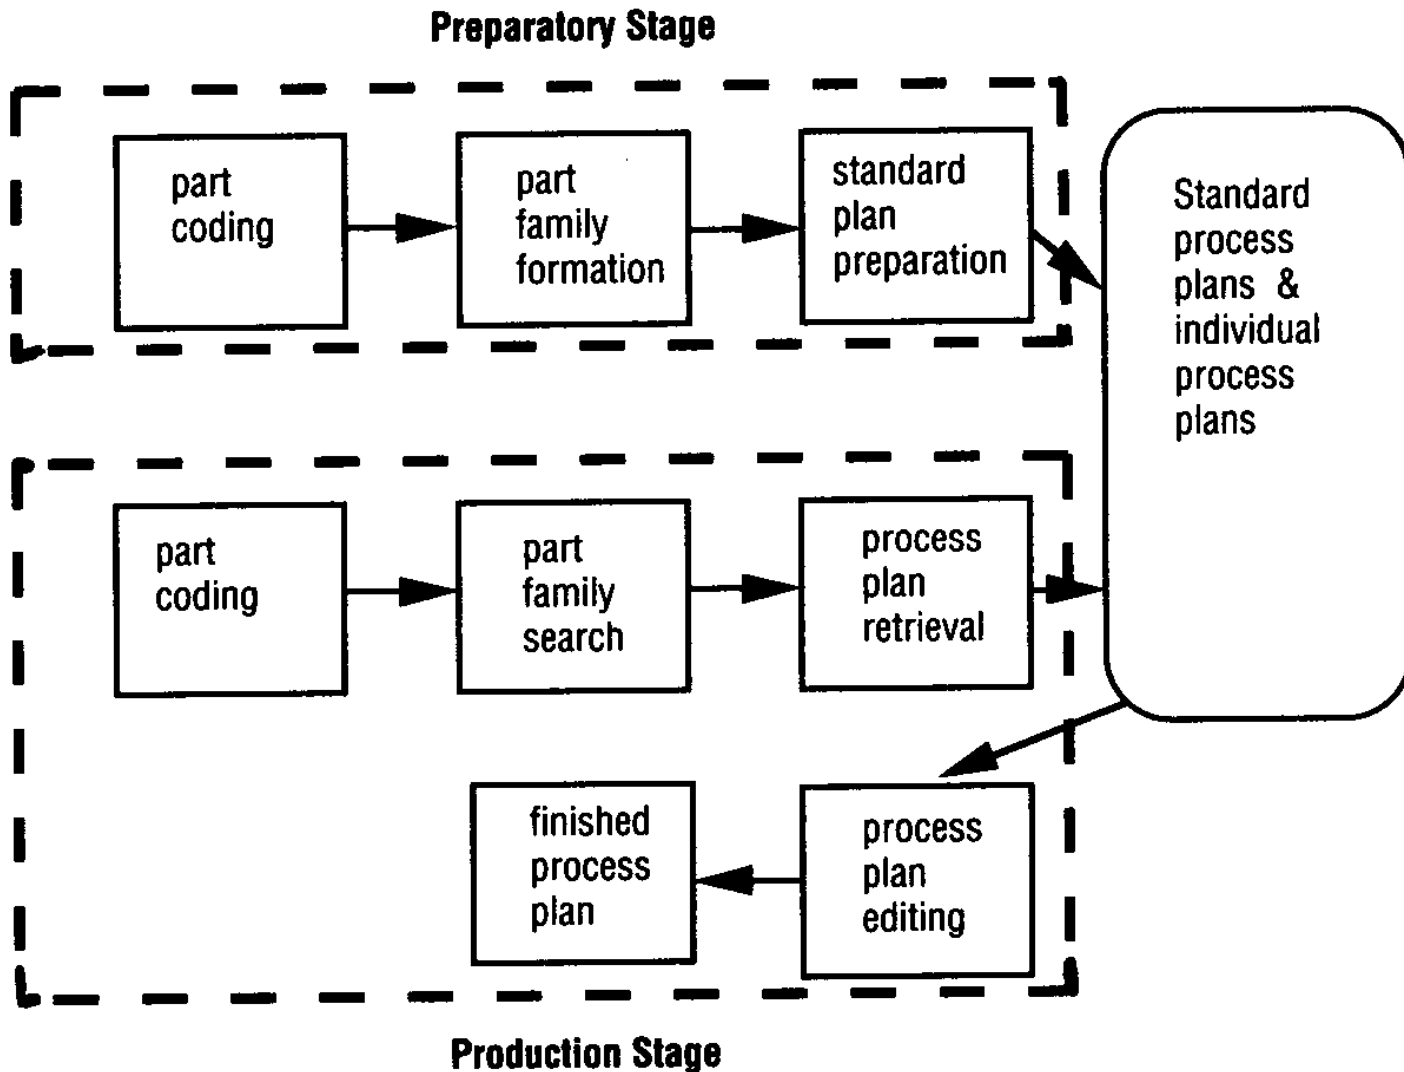 Preparatory Stage
part
coding
part
family
formation
standard
plan
preparation
Standard
process
plans &
individual
process
plans
part
coding
part
family
search
process
plan
retrieval
finished
process
plan
process
plan
editing
Production Stage